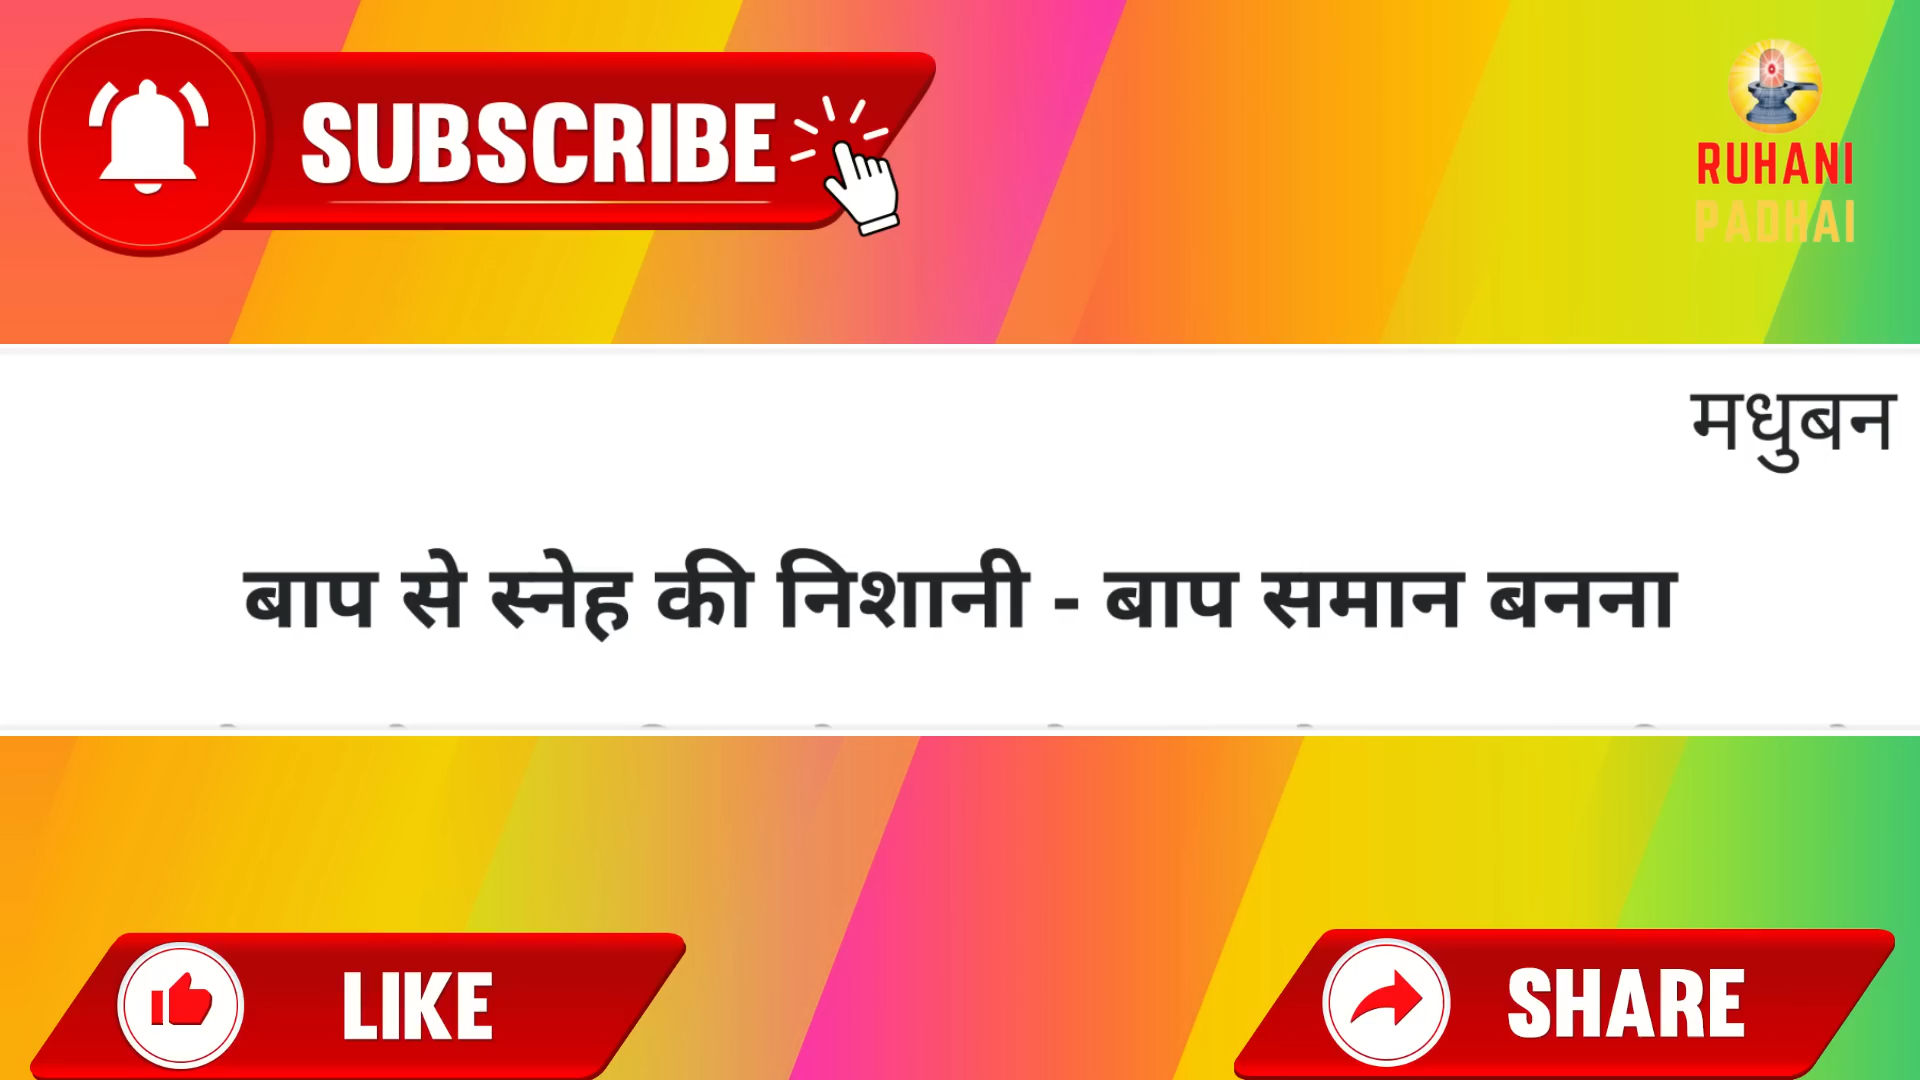 SUBSCRIBE
RUHANI
PADHAI
मधुबन
बाप से स्नेह की निशानी - बाप समान बनना
LIKE
SHARE